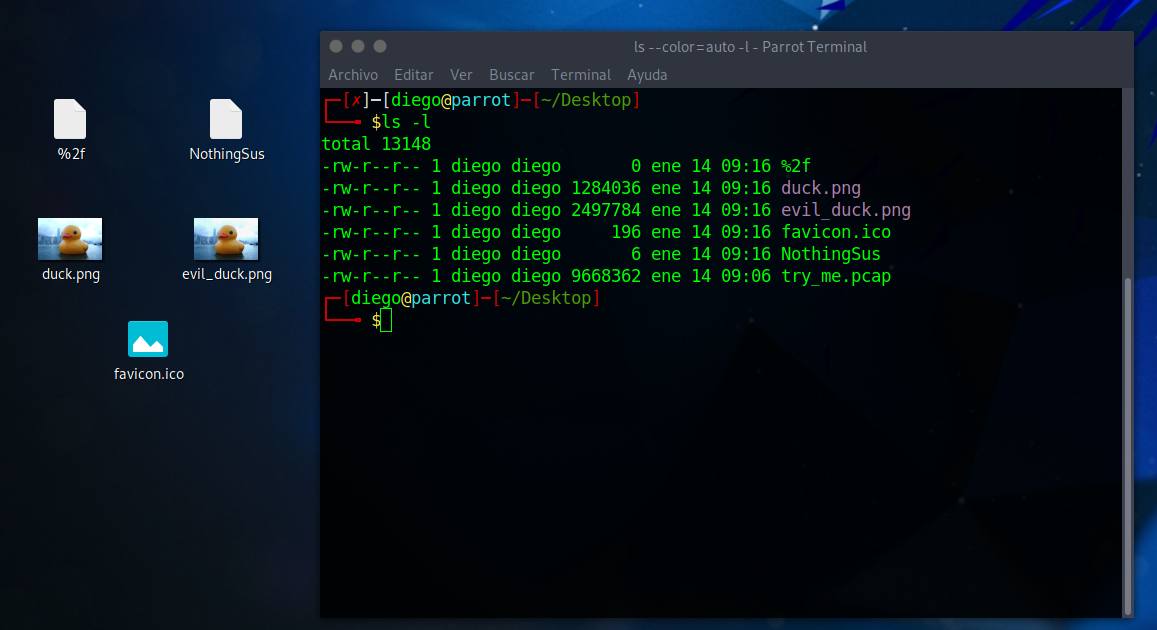 ls --color=auto -l - Parrot Terminal
Archivo Editar Ver Buscar Terminal Ayuda
┌─[✗]─[diego@parrot]─[~/Desktop]
└──╼ $ls -l
total 13148
-rw-r--r-- 1 diego diego       0 ene 14 09:16 %2f
-rw-r--r-- 1 diego diego 1284036 ene 14 09:16 duck.png
-rw-r--r-- 1 diego diego 2497784 ene 14 09:16 evil_duck.png
-rw-r--r-- 1 diego diego     196 ene 14 09:16 favicon.ico
-rw-r--r-- 1 diego diego       6 ene 14 09:16 NothingSus
-rw-r--r-- 1 diego diego 9668362 ene 14 09:06 try_me.pcap
┌─[diego@parrot]─[~/Desktop]
└──╼ $
%2f
NothingSus
duck.png
evil_duck.png
favicon.ico